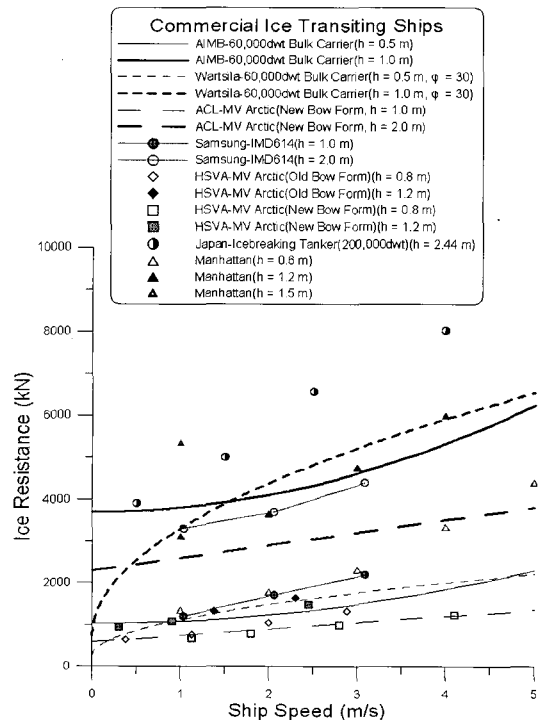 Commercial Ice Transiting Ships
AIMB-60,000dwt Bulk Carrier(h = 0.5 m)
AIMB-60,000dwt Bulk Carrier(h = 1.0 m)
Wartsila-60,000dwt Bulk Carrier(h = 0.5 m, φ = 30)
Wartsila-60,000dwt Bulk Carrier(h = 1.0 m, φ = 30)
ACL-MV Arctic(New Bow Form, h = 1.0 m)
ACL-MV Arctic(New Bow Form, h = 2.0 m)
Samsung-IMD614(h = 1.0 m)
Samsung-IMD614(h = 2.0 m)
HSVA-MV Arctic(Old Bow Form)(h = 0.8 m)
HSVA-MV Arctic(Old Bow Form)(h = 1.2 m)
HSVA-MV Arctic(New Bow Form)(h = 0.8 m)
HSVA-MV Arctic(New Bow Form)(h = 1.2 m)
Japan-Icebreaking Tanker(200,000dwt)(h = 2.44 m)
Manhattan(h = 0.6 m)
Manhattan(h = 1.2 m)
Manhattan(h = 1.5 m)
10000
8000
6000
4000
2000
0
Ice Resistance (kN)
0 1 2 3 4 5
Ship Speed (m/s)